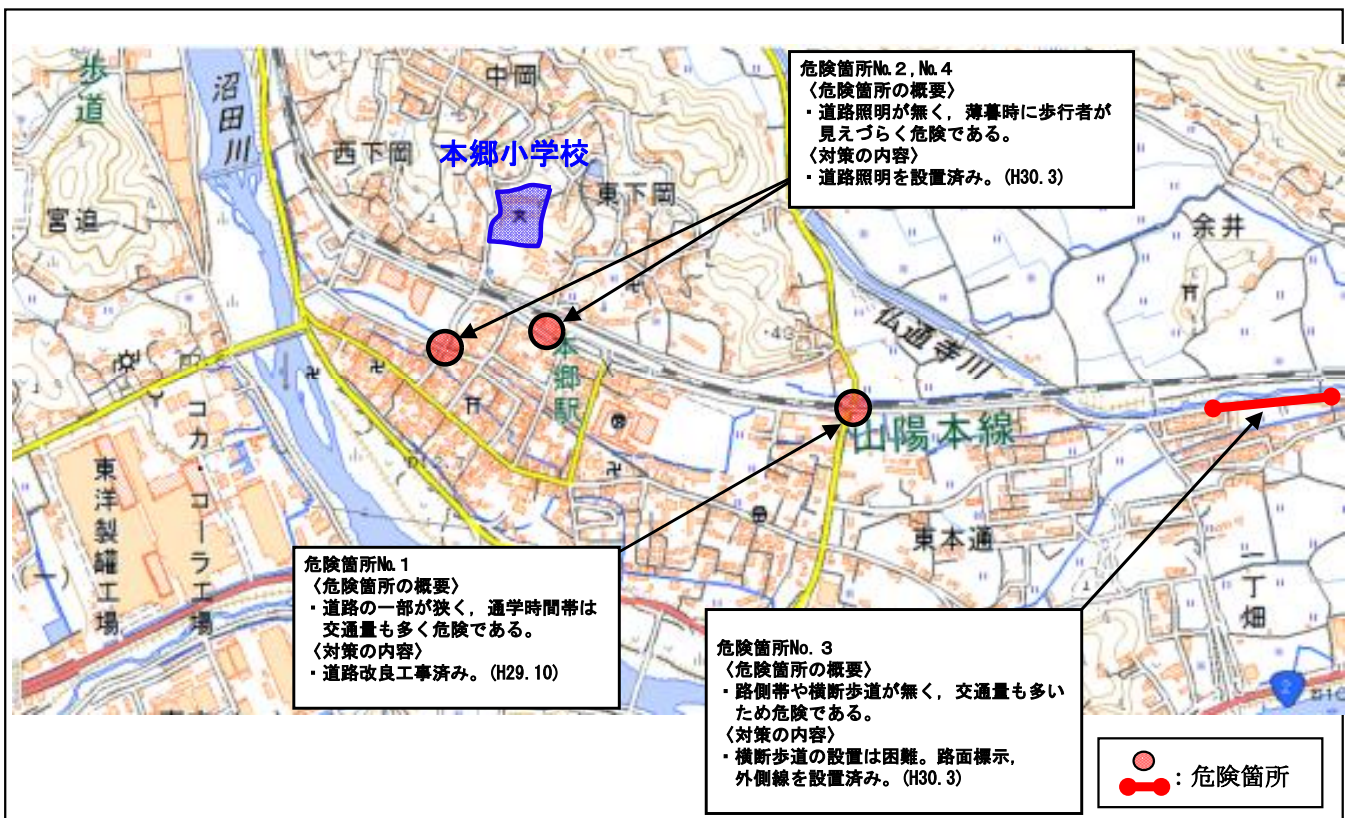 歩道
沼田川
中岡
西下岡
本郷小学校
文
東下岡
宮迫
余井
仏通寺川
本郷駅
山陽本線
コカ・コーラ工場
東洋製罐工場
東本通
一丁畑
2
危険箇所No.2,No.4
〈危険箇所の概要〉
・道路照明が無く，薄暮時に歩行者が
見えづらく危険である。
〈対策の内容〉
・道路照明を設置済み。(H30.3)
危険箇所No.1
〈危険箇所の概要〉
・道路の一部が狭く，通学時間帯は
交通量も多く危険である。
〈対策の内容〉
・道路改良工事済み。(H29.10)
危険箇所No.3
〈危険箇所の概要〉
・路側帯や横断歩道が無く，交通量も多い
ため危険である。
〈対策の内容〉
・横断歩道の設置は困難。路面標示，
外側線を設置済み。(H30.3)
：危険箇所